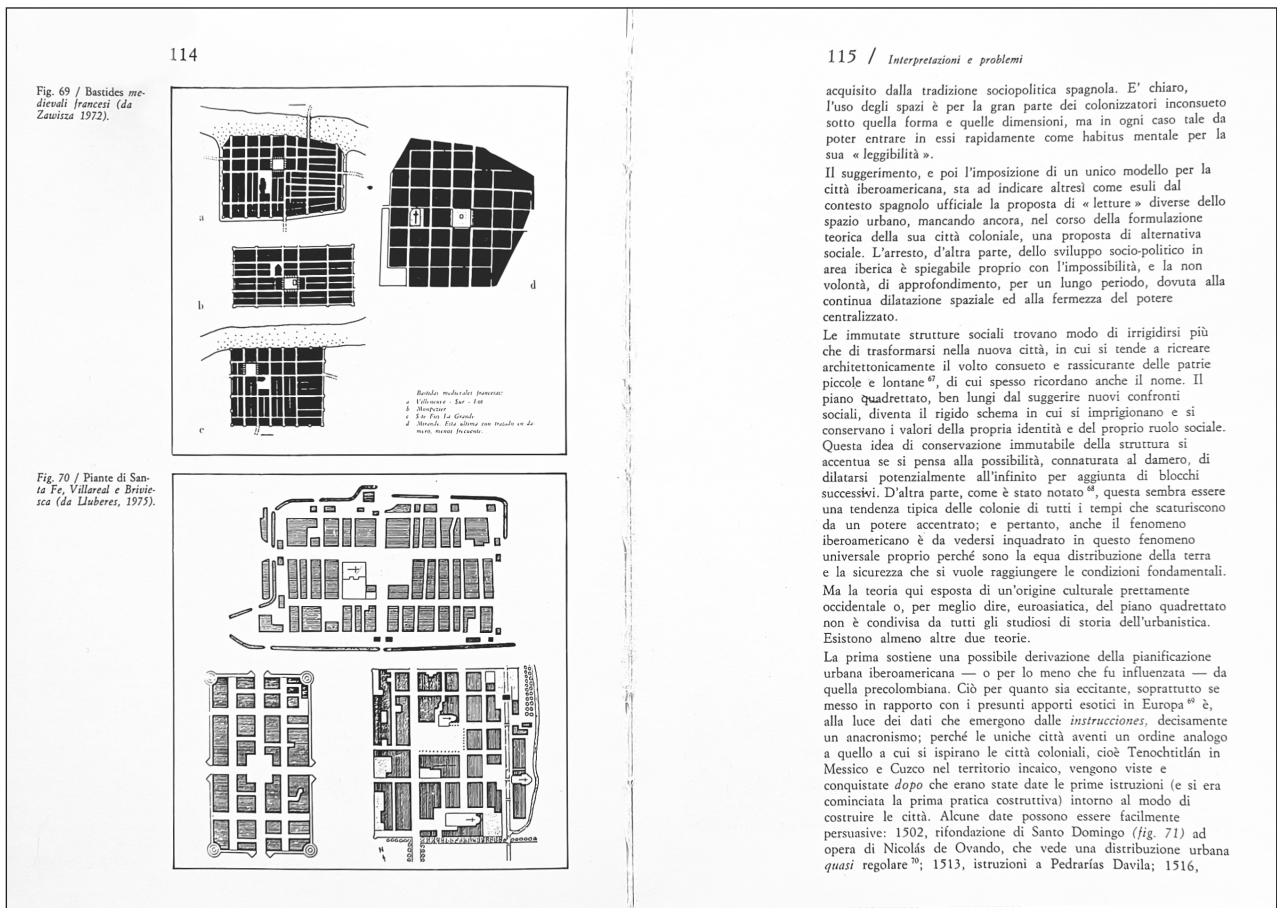 114
Fig. 69 / Bastides me-
dievali francesi (da
Zawisza 1972).
a
b
c
d
Bastides medievales francesas:
a Villeneuve - Sur - Lot
b Monpazier
c S te Foy La Grande
d Mirande. Esta ultima con trazado en da-
mero, menos frecuente.
Fig. 70 / Piante di San-
ta Fe, Villareal e Brivie-
sca (da Lluberes, 1975).
N
115 / Interpretazioni e problemi
acquisito dalla tradizione sociopolitica spagnola. E' chiaro,
l'uso degli spazi è per la gran parte dei colonizzatori inconsueto
sotto quella forma e quelle dimensioni, ma in ogni caso tale da
poter entrare in essi rapidamente come habitus mentale per la
sua « leggibilità ».
Il suggerimento, e poi l'imposizione di un unico modello per la
città iberoamericana, sta ad indicare altresì come esuli dal
contesto spagnolo ufficiale la proposta di « letture » diverse dello
spazio urbano, mancando ancora, nel corso della formulazione
teorica della sua città coloniale, una proposta di alternativa
sociale. L'arresto, d'altra parte, dello sviluppo socio-politico in
area iberica è spiegabile proprio con l'impossibilità, e la non
volontà, di approfondimento, per un lungo periodo, dovuta alla
continua dilatazione spaziale ed alla fermezza del potere
centralizzato.
Le immutate strutture sociali trovano modo di irrigidirsi più
che di trasformarsi nella nuova città, in cui si tende a ricreare
architettonicamente il volto consueto e rassicurante delle patrie
piccole e lontane 67, di cui spesso ricordano anche il nome. Il
piano quadrettato, ben lungi dal suggerire nuovi confronti
sociali, diventa il rigido schema in cui si imprigionano e si
conservano i valori della propria identità e del proprio ruolo sociale.
Questa idea di conservazione immutabile della struttura si
accentua se si pensa alla possibilità, connaturata al damero, di
dilatarsi potenzialmente all'infinito per aggiunta di blocchi
successivi. D'altra parte, come è stato notato 68, questa sembra essere
una tendenza tipica delle colonie di tutti i tempi che scaturiscono
da un potere accentrato; e pertanto, anche il fenomeno
iberoamericano è da vedersi inquadrato in questo fenomeno
universale proprio perché sono la equa distribuzione della terra
e la sicurezza che si vuole raggiungere le condizioni fondamentali.
Ma la teoria qui esposta di un'origine culturale prettamente
occidentale o, per meglio dire, euroasiatica, del piano quadrettato
non è condivisa da tutti gli studiosi di storia dell'urbanistica.
Esistono almeno altre due teorie.
La prima sostiene una possibile derivazione della pianificazione
urbana iberoamericana — o per lo meno che fu influenzata — da
quella precolombiana. Ciò per quanto sia eccitante, soprattutto se
messo in rapporto con i presunti apporti esotici in Europa 69 è,
alla luce dei dati che emergono dalle instrucciones, decisamente
un anacronismo; perché le uniche città aventi un ordine analogo
a quello a cui si ispirano le città coloniali, cioè Tenochtitlán in
Messico e Cuzco nel territorio incaico, vengono viste e
conquistate dopo che erano state date le prime istruzioni (e si era
cominciata la prima pratica costruttiva) intorno al modo di
costruire le città. Alcune date possono essere facilmente
persuasive: 1502, rifondazione di Santo Domingo (fig. 71) ad
opera di Nicolás de Ovando, che vede una distribuzione urbana
quasi regolare 70; 1513, istruzioni a Pedrarías Davila; 1516,